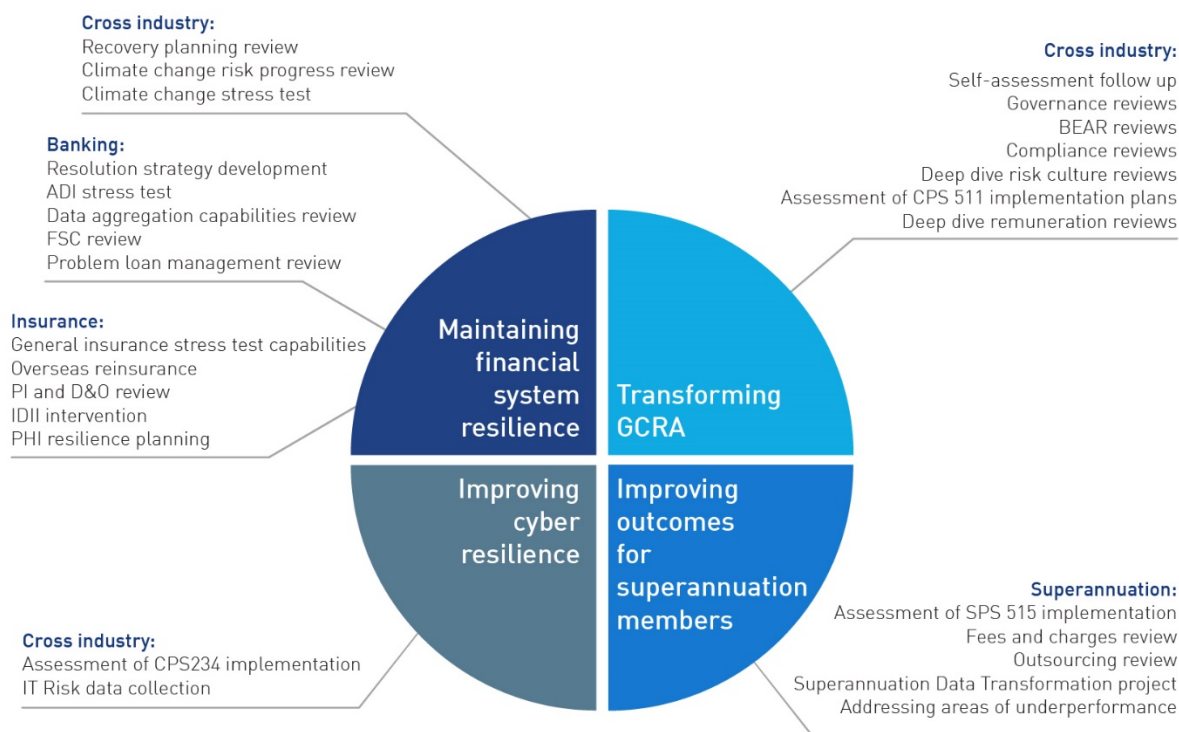 Cross industry:
Recovery planning review
Climate change risk progress review
Climate change stress test
Banking:
Resolution strategy development
ADI stress test
Data aggregation capabilities review
FSC review
Problem loan management review
Insurance:
General insurance stress test capabilities
Overseas reinsurance
PI and D&O review
IDII intervention
PHI resilience planning
Maintaining
financial
system
resilience
Cross industry:
Self-assessment follow up
Governance reviews
BEAR reviews
Compliance reviews
Deep dive risk culture reviews
Assessment of CPS 511 implementation plans
Deep dive remuneration reviews
Transforming
GCRA
Improving
cyber
resilience
Cross industry:
Assessment of CPS234 implementation
IT Risk data collection
Improving
outcomes
for
superannuation
members
Superannuation:
Assessment of SPS 515 implementation
Fees and charges review
Outsourcing review
Superannuation Data Transformation project
Addressing areas of underperformance